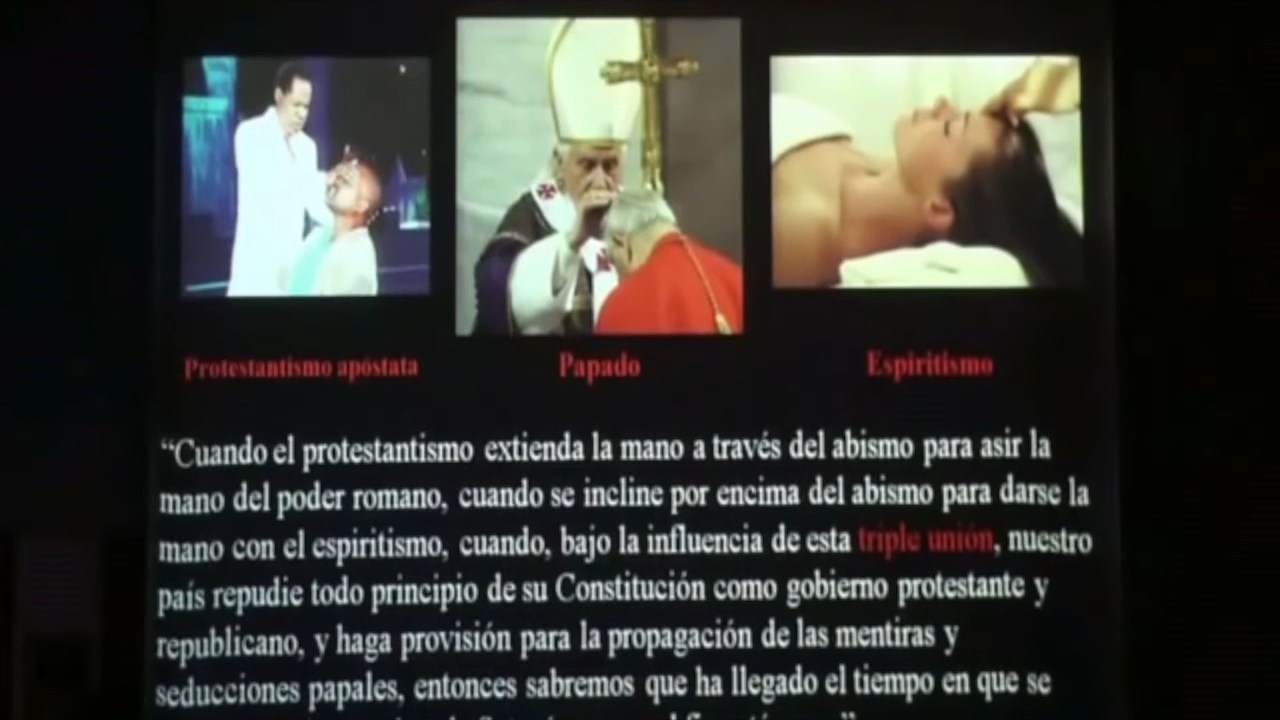 Protestantismo apóstata
Papado
Espiritismo
“Cuando el protestantismo extienda la mano a través del abismo para asir la
mano del poder romano, cuando se incline por encima del abismo para darse la
mano con el espiritismo, cuando, bajo la influencia de esta triple unión, nuestro
país repudie todo principio de su Constitución como gobierno protestante y
republicano, y haga provisión para la propagación de las mentiras y
seducciones papales, entonces sabremos que ha llegado el tiempo en que se